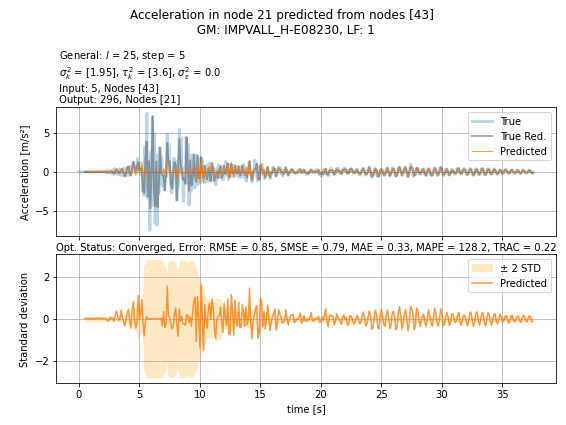 Acceleration in node 21 predicted from nodes [43]
GM: IMPVALL_H-E08230, LF: 1
General: l = 25, step = 5
σ²ₖ = [1.95], τ²ₖ = [3.6], σ²_ε = 0.0
Input: 5, Nodes [43]
Output: 296, Nodes [21]
Acceleration [m/s²]
5
0
−5
True
True Red.
Predicted
Opt. Status: Converged, Error: RMSE = 0.85, SMSE = 0.79, MAE = 0.33, MAPE = 128.2, TRAC = 0.22
Standard deviation
2
0
−2
± 2 STD
Predicted
0 5 10 15 20 25 30 35
time [s]